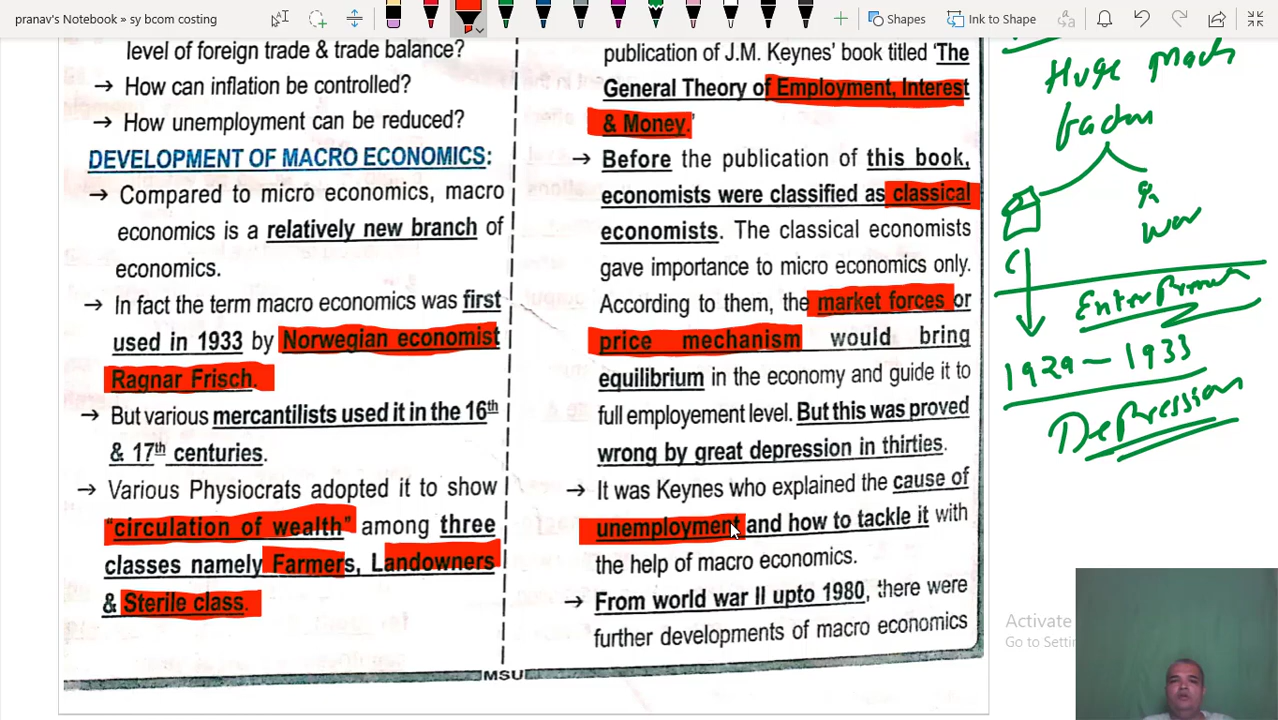 pranav's Notebook » sy bcom costing
Shapes
Ink to Share
level of foreign trade & trade balance?
→ How can inflation be controlled?
→ How unemployment can be reduced?
DEVELOPMENT OF MACRO ECONOMICS:
→ Compared to micro economics, macro
economics is a relatively new branch of
economics.
→ In fact the term macro economics was first
used in 1933 by Norwegian economist
Ragnar Frisch.
→ But various mercantilists used it in the 16th
& 17th centuries.
→ Various Physiocrats adopted it to show
"circulation of wealth" among three
classes namely Farmers, Landowners
& Sterile class.
publication of J.M. Keynes' book titled 'The
General Theory of Employment, Interest
& Money.'
→ Before the publication of this book,
economists were classified as classical
economists. The classical economists
gave importance to micro economics only.
According to them, the market forces or
price mechanism would bring
equilibrium in the economy and guide it to
full employement level. But this was proved
wrong by great depression in thirties.
→ It was Keynes who explained the cause of
unemployment and how to tackle it with
the help of macro economics.
→ From world war II upto 1980, there were
further developments of macro economics
MSU
Huge
War
1929 – 1933
Depression
Activate
Go to Setti